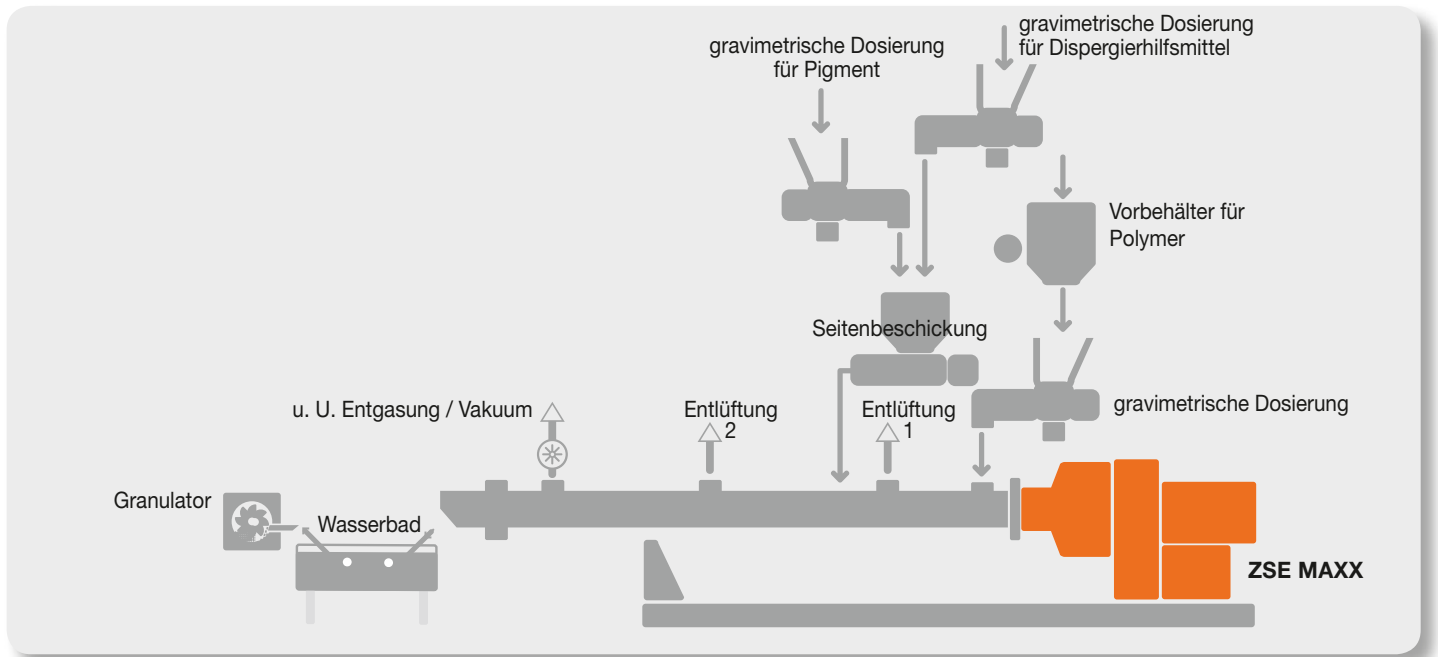 gravimetrische Dosierung
für Dispergierhilfsmittel
gravimetrische Dosierung
für Pigment
Vorbehälter für
Polymer
Seitenbeschickung
gravimetrische Dosierung
u. U. Entgasung / Vakuum
Entlüftung
2
Entlüftung
1
Granulator
Wasserbad
ZSE MAXX